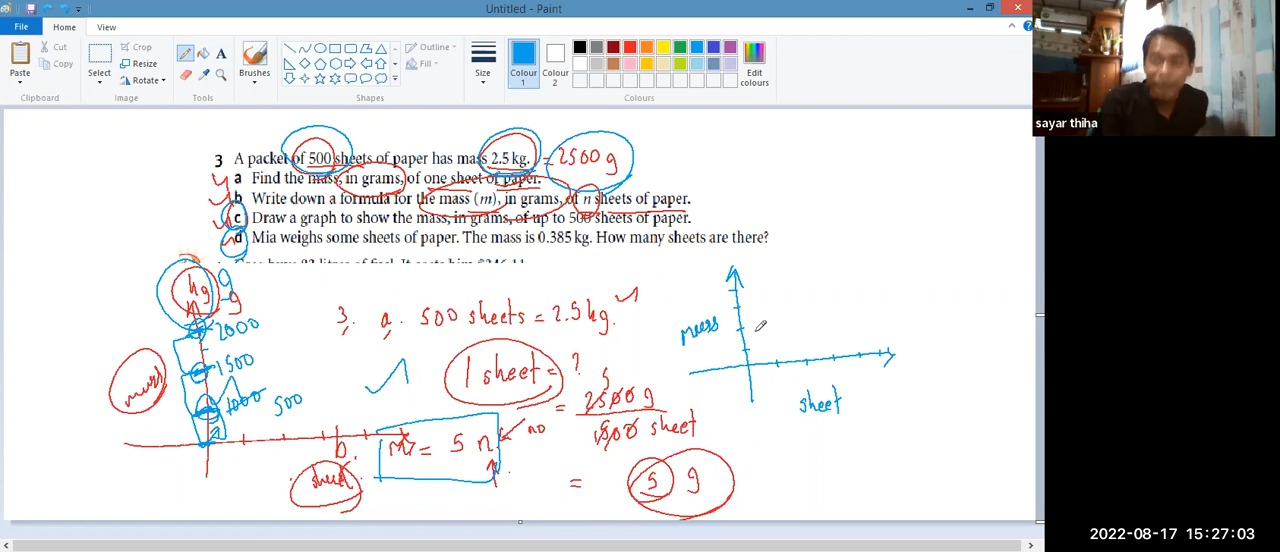 Untitled - Paint
File Home View
Paste
Cut
Copy
Clipboard
Select
Crop
Resize
Rotate
Image
A
Tools
Brushes
Shapes
Outline
Fill
Size
Colour 1
Colour 2
Edit colours
Colours
sayar thiha
3 A packet of 500 sheets of paper has mass 2.5 kg. = 2500 g
a Find the mass, in grams, of one sheet of paper.
b Write down a formula for the mass (m), in grams, of n sheets of paper.
c Draw a graph to show the mass, in grams, of up to 500 sheets of paper.
d Mia weighs some sheets of paper. The mass is 0.385 kg. How many sheets are there?
kg g
g
2000
1500
1000 500
mass
sheet
3. a. 500 sheets = 2.5 kg.
1 sheet = ?
5
= 2500 g
500 sheet
= 5 g
b. m = 5 n no
mass
sheet
2022-08-17 15:27:03